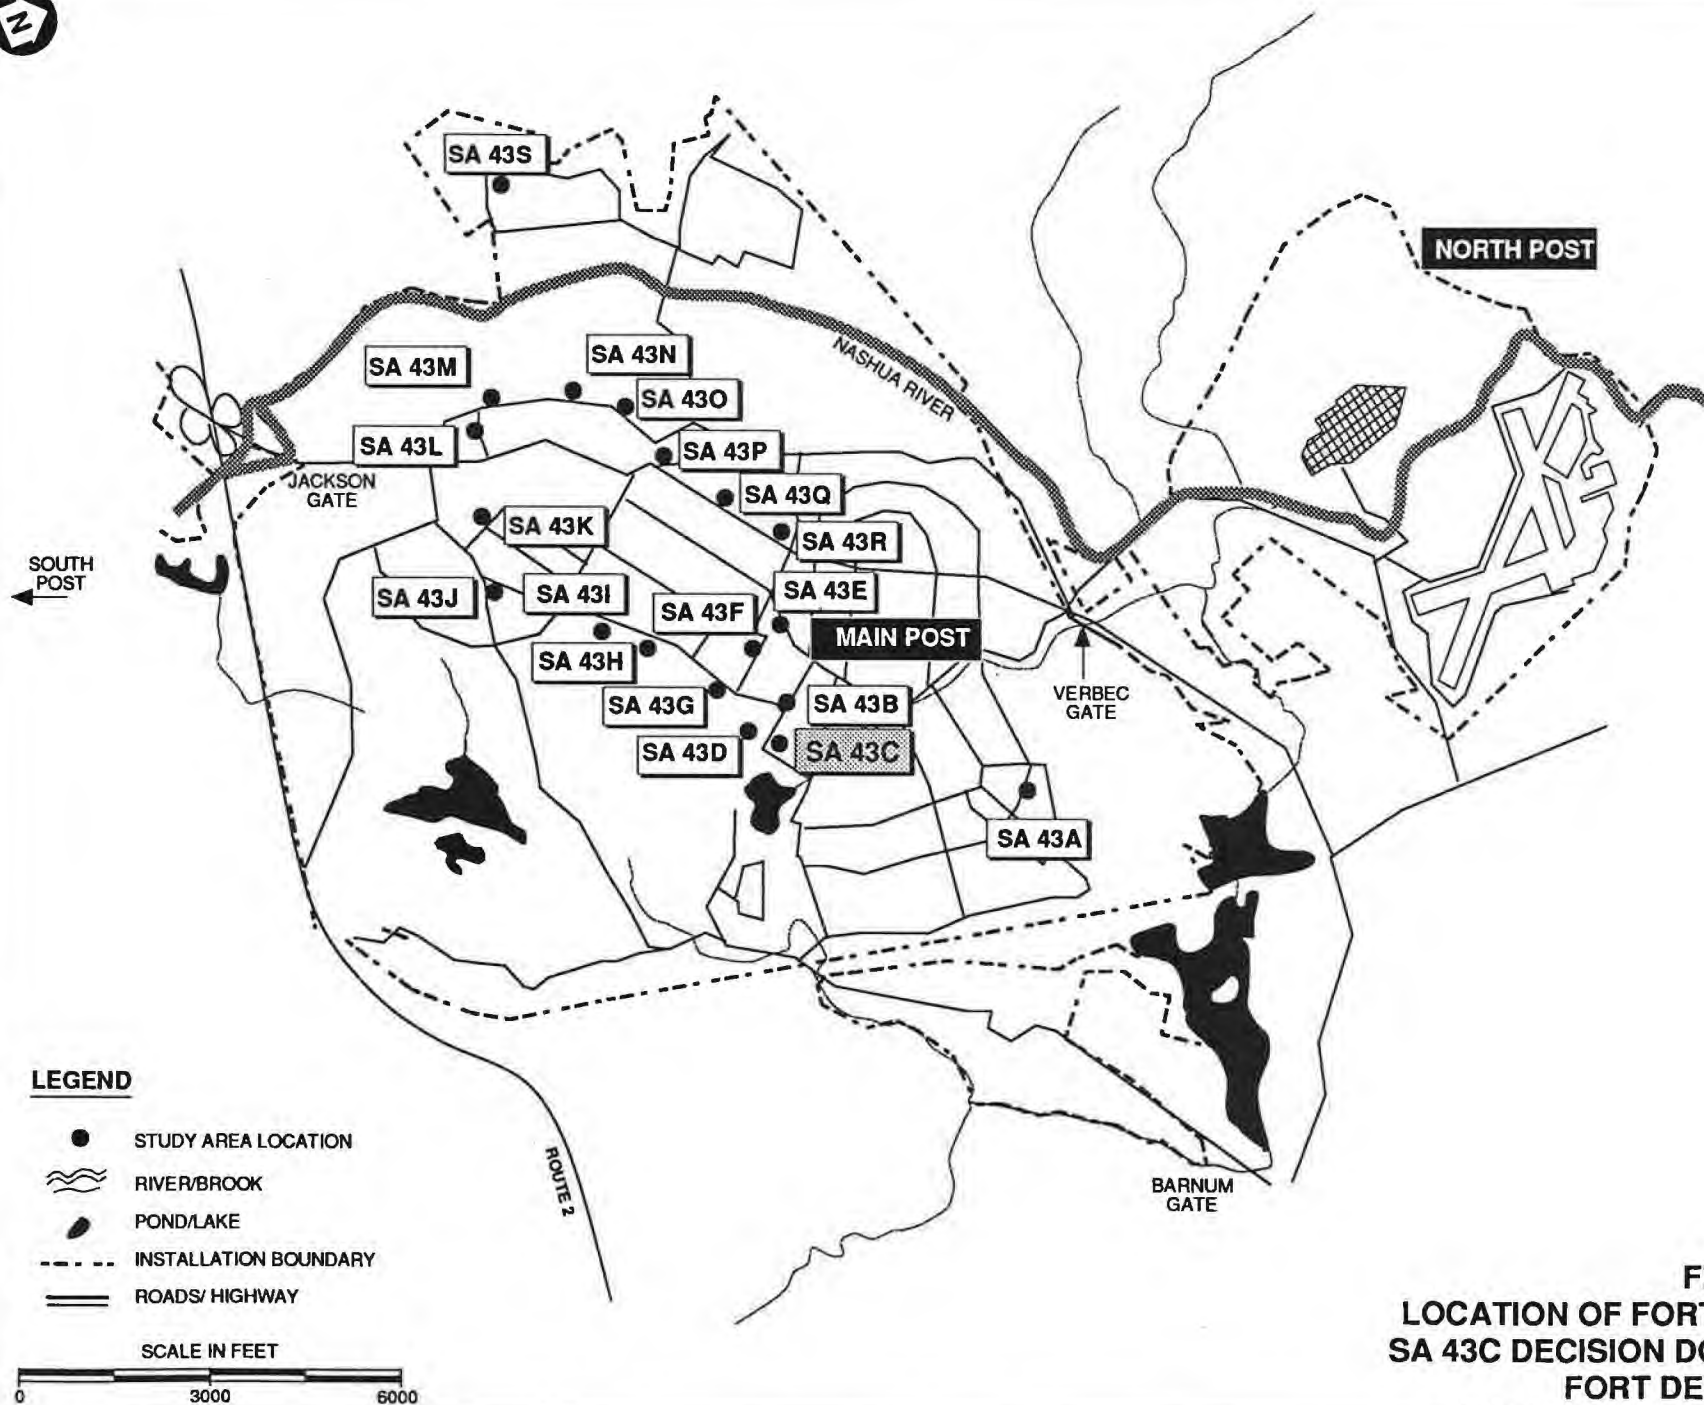 N
SA 43S
NORTH POST
SA 43N
SA 43M
NASHUA RIVER
SA 43O
SA 43L
SA 43P
JACKSON
GATE
SA 43Q
SA 43K
SA 43R
SOUTH
POST
SA 43J
SA 43I
SA 43E
SA 43F
MAIN POST
SA 43H
VERBEC
GATE
SA 43G
SA 43B
SA 43D
SA 43C
SA 43A
LEGEND
STUDY AREA LOCATION
RIVER/BROOK
POND/LAKE
INSTALLATION BOUNDARY
ROADS/ HIGHWAY
ROUTE 2
BARNUM
GATE
SCALE IN FEET
0 3000 6000
LOCATION OF FORT
SA 43C DECISION
FORT